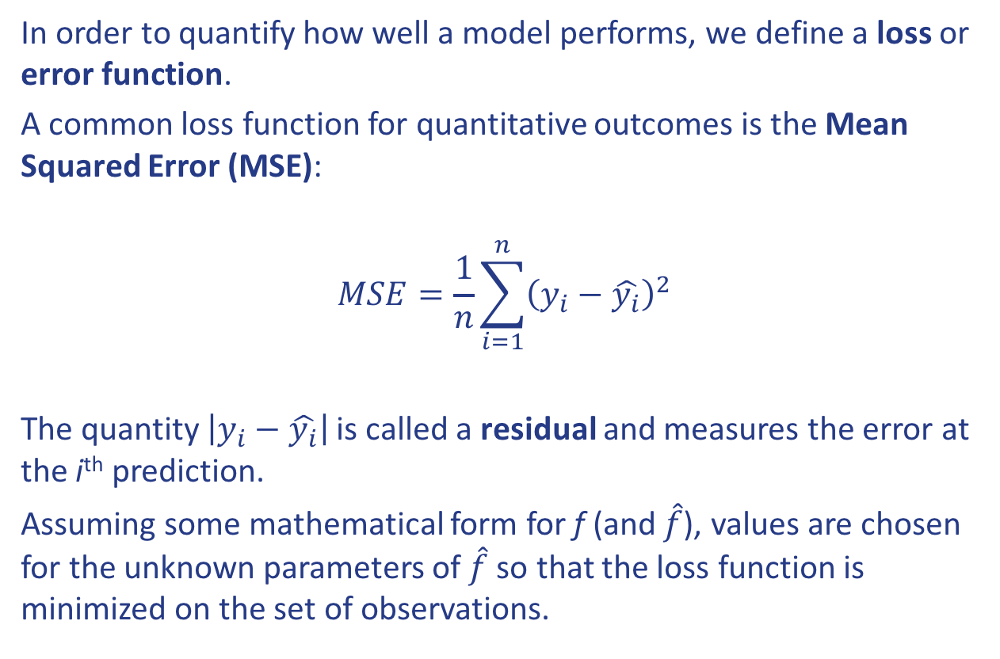 In order to quantify how well a model performs, we define a loss or
error function.
A common loss function for quantitative outcomes is the Mean
Squared Error (MSE):
MSE = \frac{1}{n} \sum_{i=1}^{n} (y_i − \hat{y_i})^2
The quantity |y_i − \hat{y_i}| is called a residual and measures the error at
the i^{th} prediction.
Assuming some mathematical form for f (and \hat{f}), values are chosen
for the unknown parameters of \hat{f} so that the loss function is
minimized on the set of observations.